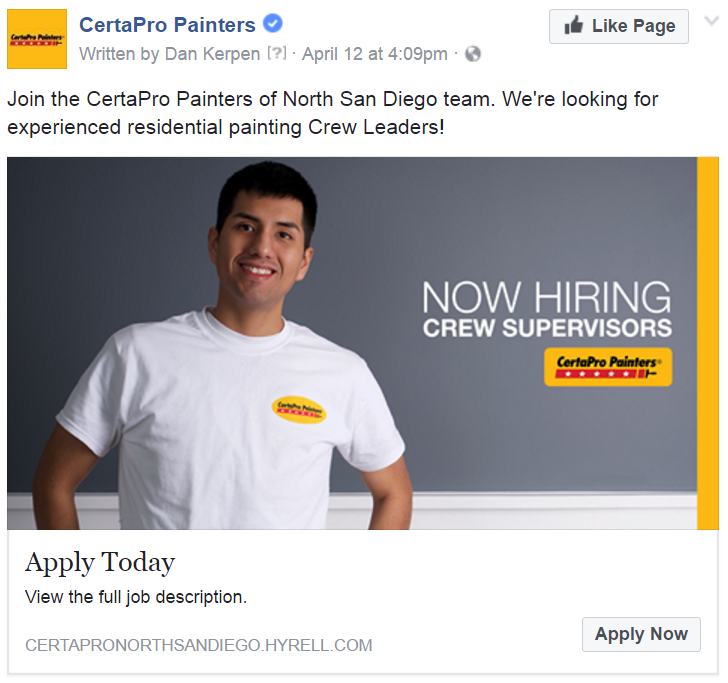 CertaPro Painters
CertaPro Painters
Like Page
Written by Dan Kerpen [?] · April 12 at 4:09pm ·
Join the CertaPro Painters of North San Diego team. We're looking for
experienced residential painting Crew Leaders!
NOW HIRING
CREW SUPERVISORS
CertaPro Painters®
CertaPro Painters
Apply Today
View the full job description.
Apply Now
CERTAPRONORTHSANDIEGO.HYRELL.COM